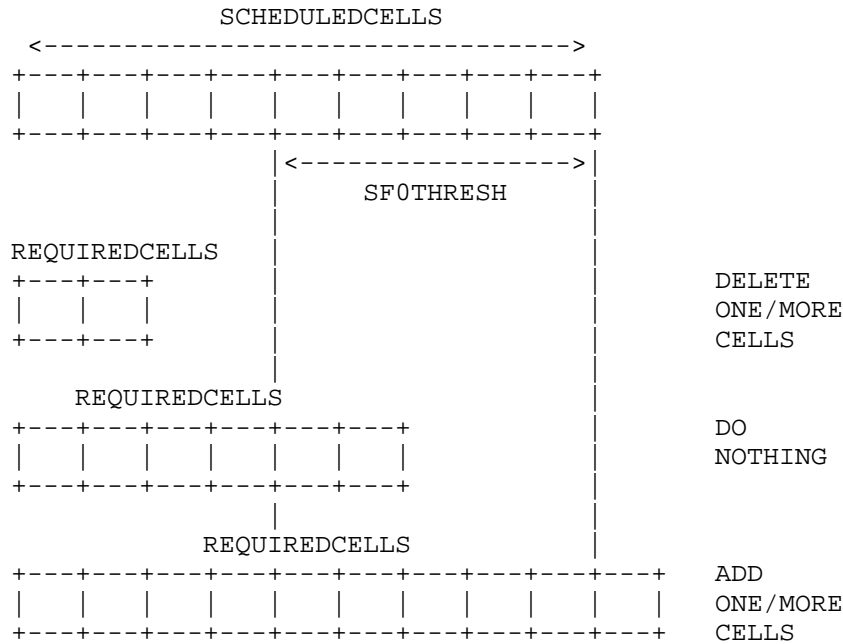 SCHEDULEDCELLS
<--------------------------------->
+---+---+---+---+---+---+---+---+---+
|   |   |   |   |   |   |   |   |   |
+---+---+---+---+---+---+---+---+---+
|<----------------->|
SF0THRESH
REQUIREDCELLS
+---+---+ DELETE
|   |   | ONE/MORE
+---+---+ CELLS
REQUIREDCELLS
+---+---+---+---+---+---+ DO
|   |   |   |   |   |   | NOTHING
+---+---+---+---+---+---+
REQUIREDCELLS
+---+---+---+---+---+---+---+---+---+---+ ADD
|   |   |   |   |   |   |   |   |   |   | ONE/MORE
+---+---+---+---+---+---+---+---+---+---+ CELLS